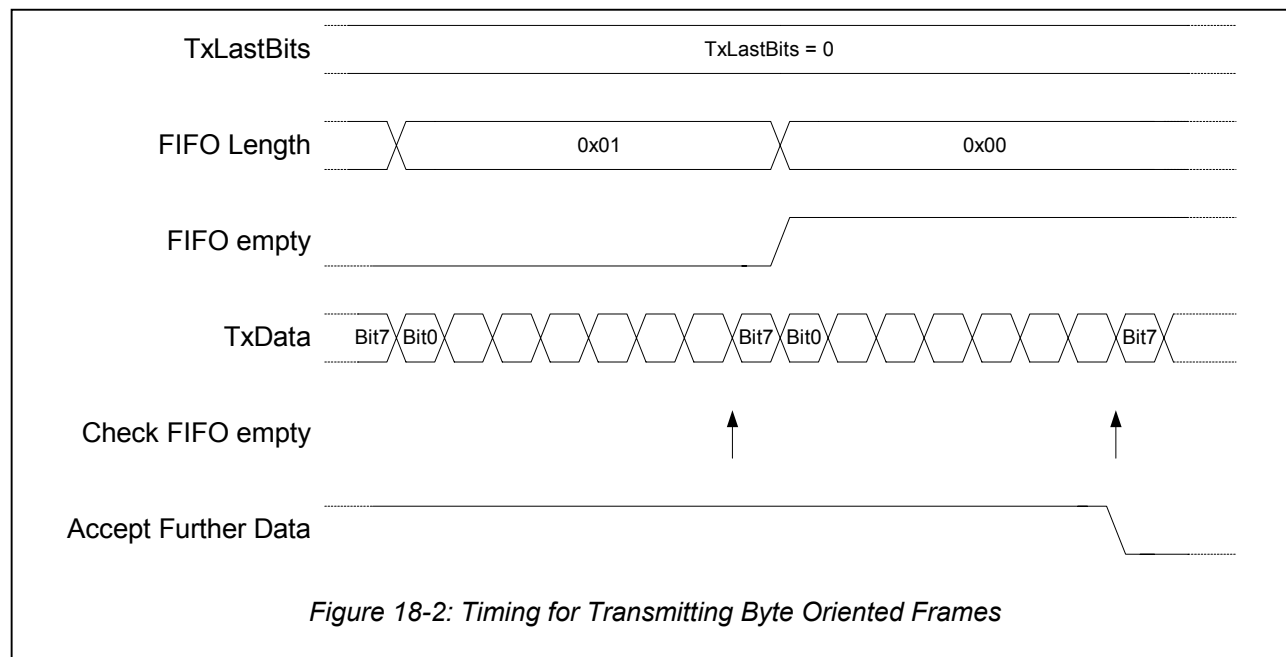 TxLastBits TxLastBits = 0
FIFO Length 0x01 0x00
FIFO empty
TxData Bit7 Bit0 Bit7 Bit0 Bit7
Check FIFO empty
Accept Further Data
Figure 18-2: Timing for Transmitting Byte Oriented Frames